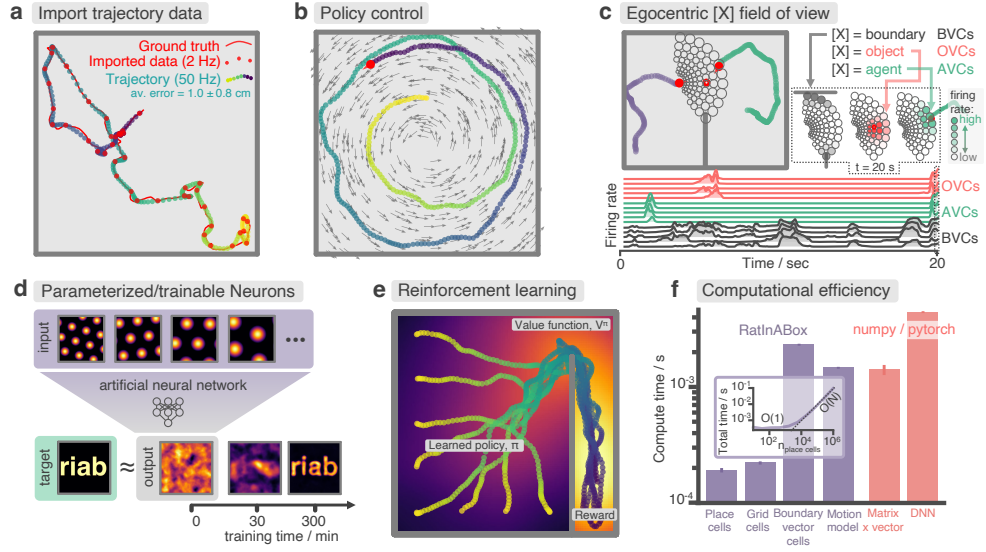 a Import trajectory data
Ground truth
Imported data (2 Hz)
Trajectory (50 Hz)
av. error = 1.0 ± 0.8 cm
b Policy control
c Egocentric [X] field of view
[X] = boundary BVCs
[X] = object OVCs
[X] = agent AVCs
firing
rate:
high
low
t = 20 s
Firing rate
OVCs
AVCs
BVCs
0
Time / sec
20
d Parameterized/trainable Neurons
input
•••
artificial neural network
target
riab
≈
output
riab
0
30
300
training time / min
e Reinforcement learning
Value function, Vπ
Learned policy, π
Reward
f Computational efficiency
RatInABox
numpy / pytorch
Compute time / s
10-3
10-4
Total time / s
10-1
10-3
O(1)
O(N)
102
104
106
nplace cells
Place
cells
Grid
cells
Boundary
vector
cells
Motion
model
Matrix
x vector
DNN